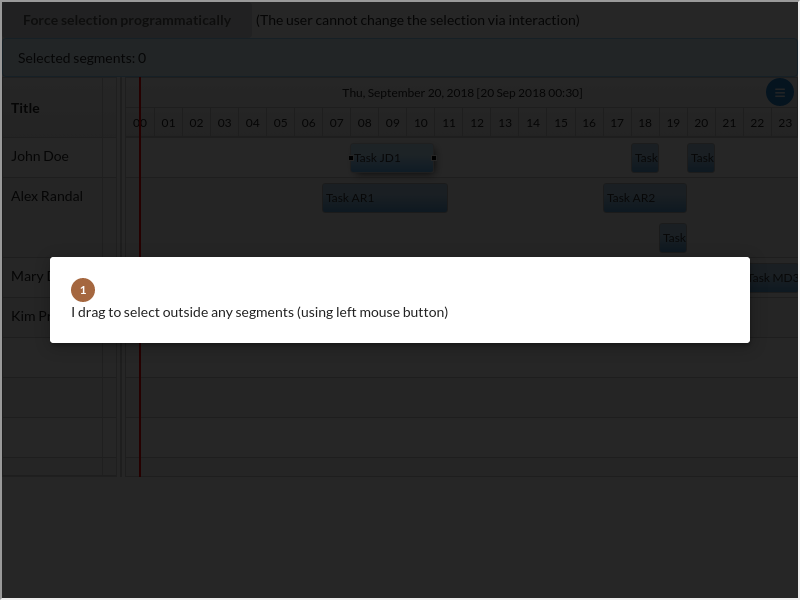 Force selection programmatically (The user cannot change the selection via interaction)
Selected segments: 0
Title
Thu, September 20, 2018 [20 Sep 2018 00:30]
00 01 02 03 04 05 06 07 08 09 10 11 12 13 14 15 16 17 18 19 20 21 22 23
John Doe Task JD1 Task Task
Alex Randal Task AR1 Task AR2
Task
Mary Task MD3
Kim
1
I drag to select outside any segments (using left mouse button)